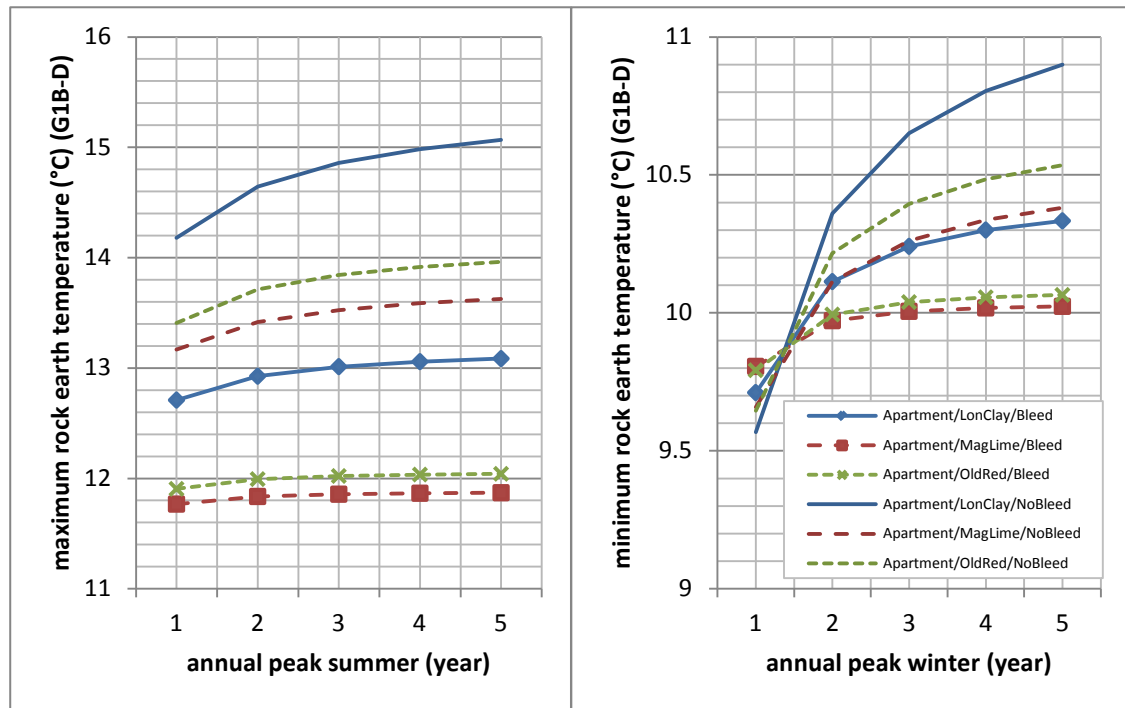 maximum rock earth temperature (°C) (G1B-D)
16
15
14
13
12
11
1 2 3 4 5
annual peak summer (year)
minimum rock earth temperature (°C) (G1B-D)
11
10.5
10
9.5
9
1 2 3 4 5
annual peak winter (year)
Apartment/LonClay/Bleed
Apartment/MagLime/Bleed
Apartment/OldRed/Bleed
Apartment/LonClay/NoBleed
Apartment/MagLime/NoBleed
Apartment/OldRed/NoBleed